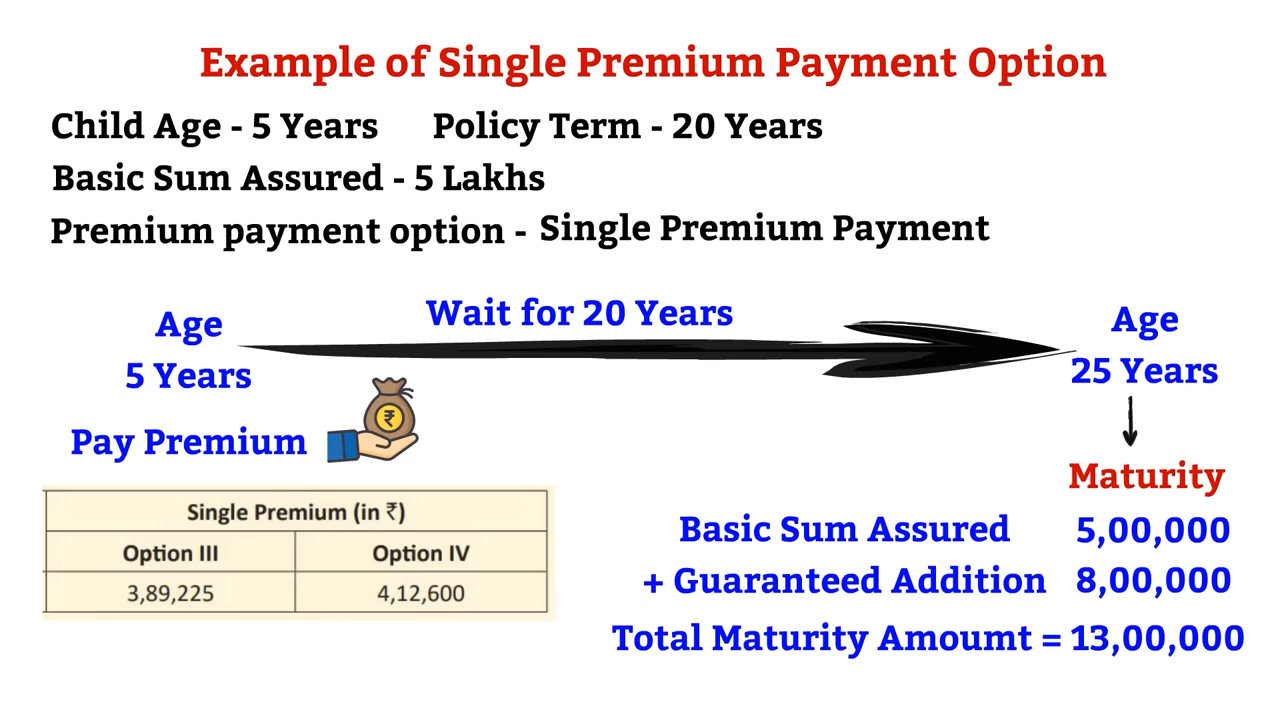 Example of Single Premium Payment Option
Child Age - 5 Years Policy Term - 20 Years
Basic Sum Assured - 5 Lakhs
Premium payment option - Single Premium Payment
Wait for 20 Years
Age
5 Years
Age
25 Years
Pay Premium
₹
Single Premium (in ₹)
Option III Option IV
3,89,225 4,12,600
Maturity
Basic Sum Assured 5,00,000
+ Guaranteed Addition 8,00,000
Total Maturity Amoumt = 13,00,000